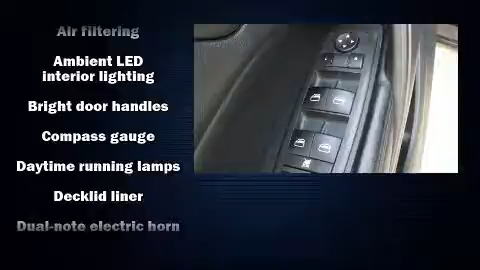 Air filtering
Ambient LED
interior lighting
Bright door handles
Compass gauge
Daytime running lamps
Decklid liner
Dual-note electric horn